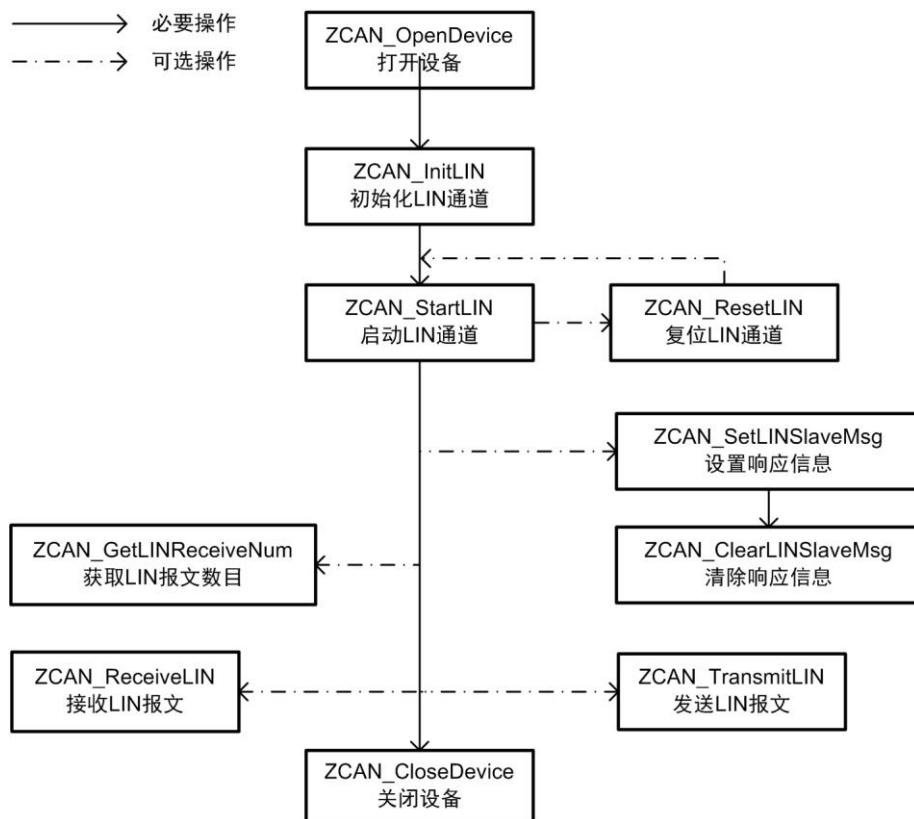 必要操作
可选操作
ZCAN_OpenDevice
打开设备
ZCAN_InitLIN
初始化LIN通道
ZCAN_StartLIN
启动LIN通道
ZCAN_ResetLIN
复位LIN通道
ZCAN_SetLINSlaveMsg
设置响应信息
ZCAN_ClearLINSlaveMsg
清除响应信息
ZCAN_GetLINReceiveNum
获取LIN报文数目
ZCAN_ReceiveLIN
接收LIN报文
ZCAN_TransmitLIN
发送LIN报文
ZCAN_CloseDevice
关闭设备